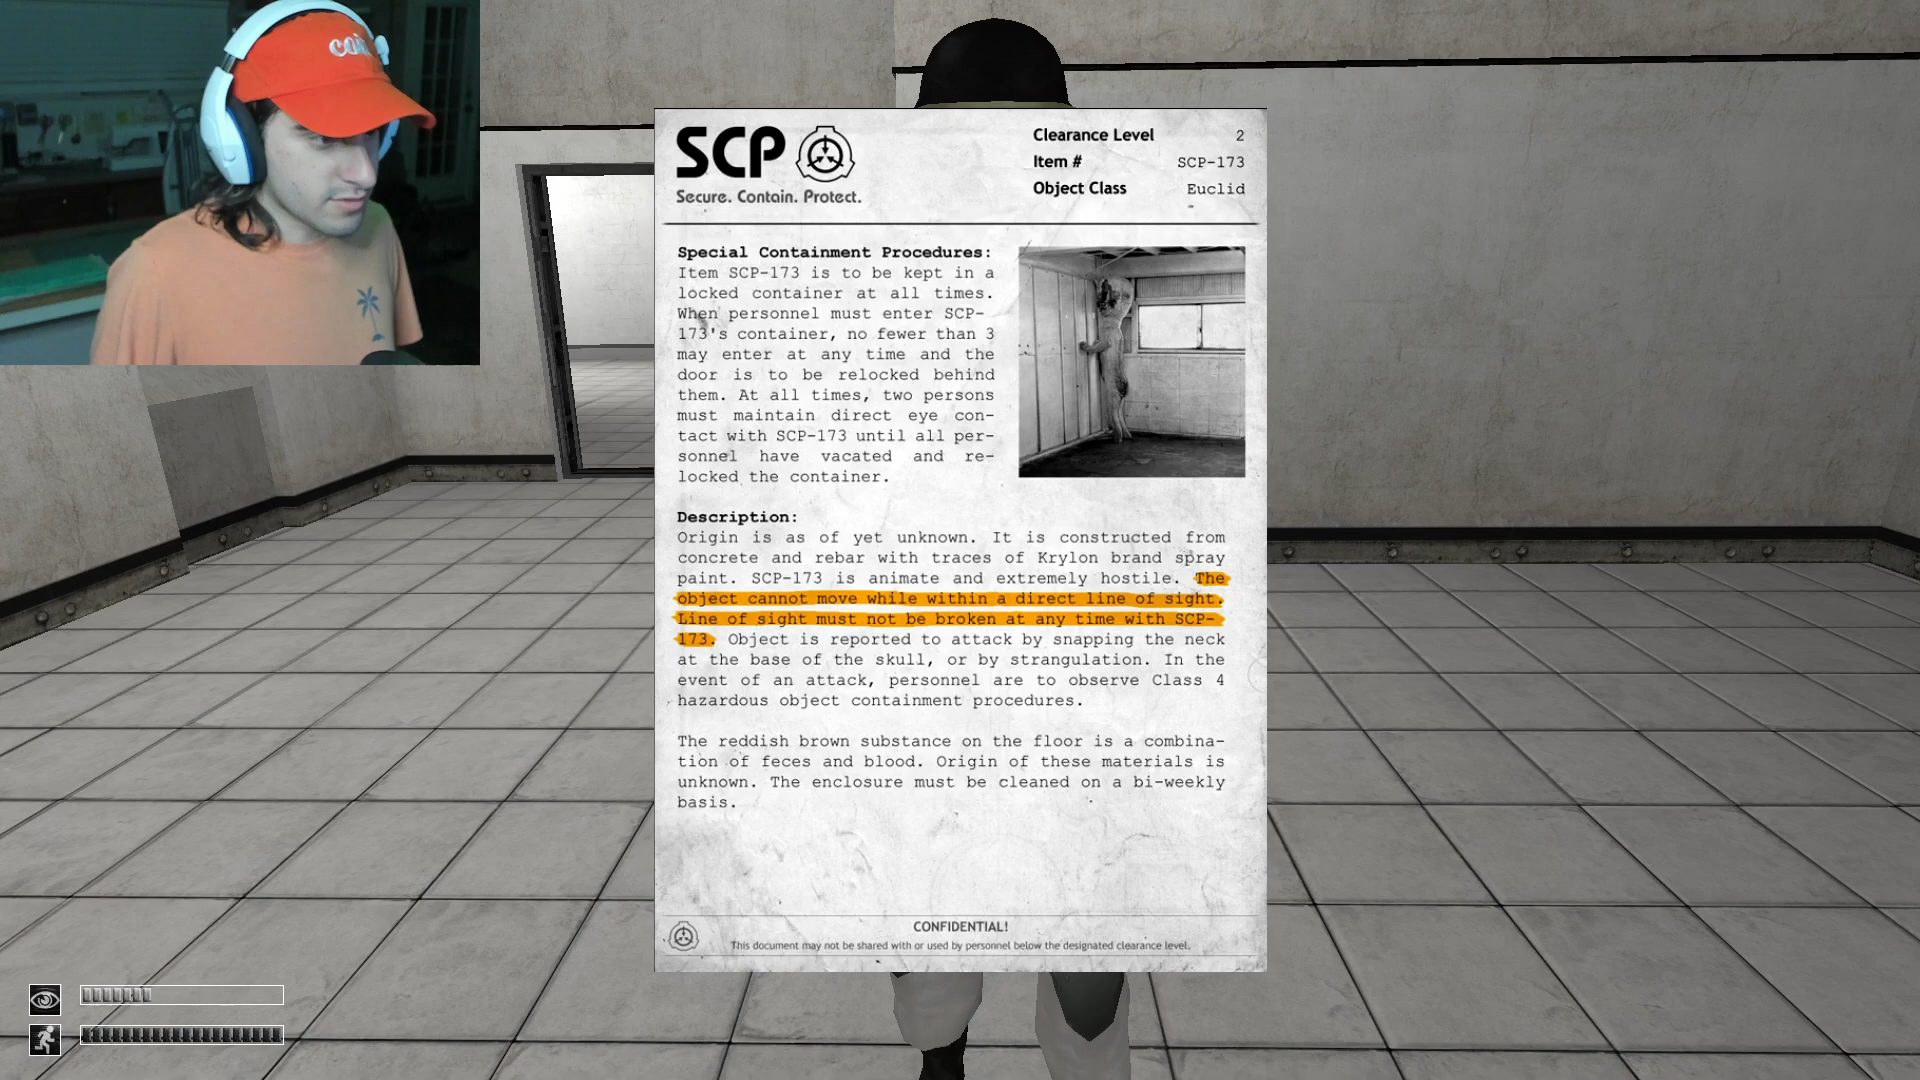 SCP
Secure. Contain. Protect.
Clearance Level 2
Item # SCP-173
Object Class Euclid
Special Containment Procedures:
Item SCP-173 is to be kept in a
locked container at all times.
When personnel must enter SCP-
173's container, no fewer than 3
may enter at any time and the
door is to be relocked behind
them. At all times, two persons
must maintain direct eye con-
tact with SCP-173 until all per-
sonnel have vacated and re-
locked the container.
Description:
Origin is as of yet unknown. It is constructed from
concrete and rebar with traces of Krylon brand spray
paint. SCP-173 is animate and extremely hostile. The
object cannot move while within a direct line of sight.
Line of sight must not be broken at any time with SCP-
173. Object is reported to attack by snapping the neck
at the base of the skull, or by strangulation. In the
event of an attack, personnel are to observe Class 4
hazardous object containment procedures.
The reddish brown substance on the floor is a combina-
tion of feces and blood. Origin of these materials is
unknown. The enclosure must be cleaned on a bi-weekly
basis.
CONFIDENTIAL!
This document may not be shared with or used by personnel below the designated clearance level.